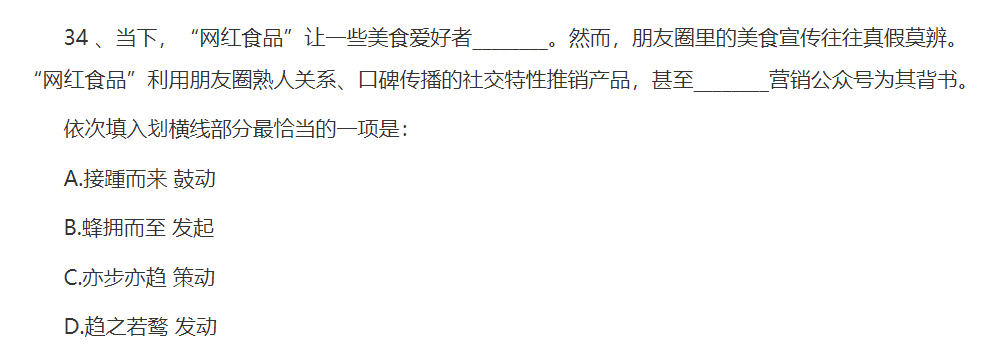 34 、当下，“网红食品”让一些美食爱好者________。然而，朋友圈里的美食宣传往往真假莫辨。
“网红食品”利用朋友圈熟人关系、口碑传播的社交特性推销产品，甚至________营销公众号为其背书。
依次填入划横线部分最恰当的一项是：
A.接踵而来 鼓动
B.蜂拥而至 发起
C.亦步亦趋 策动
D.趋之若鹜 发动